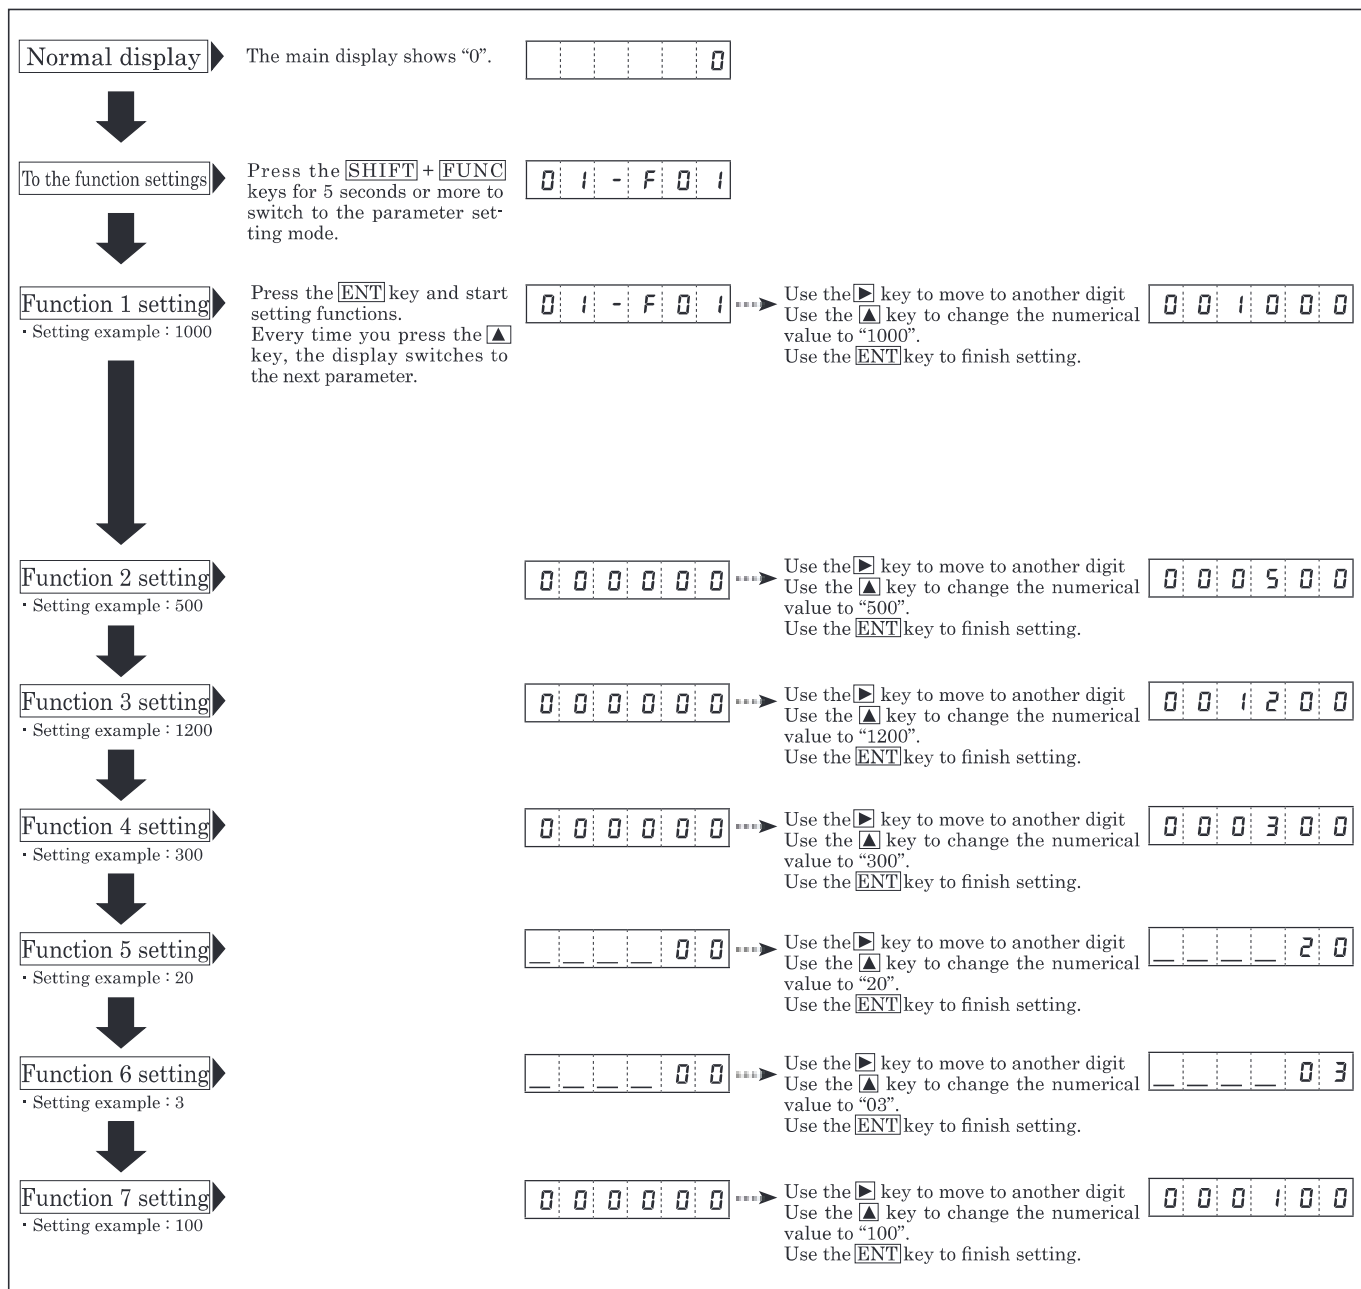 Normal display
The main display shows “0”.
0
To the function settings
Press the SHIFT + FUNC
keys for 5 seconds or more to
switch to the parameter set-
ting mode.
01-F01
Function 1 setting
・Setting example : 1000
Press the ENT key and start
setting functions.
Every time you press the ▲
key, the display switches to
the next parameter.
01-F01
Use the ▶ key to move to another digit
Use the ▲ key to change the numerical
value to “1000”.
Use the ENT key to finish setting.
001000
Function 2 setting
・Setting example : 500
000000
Use the ▶ key to move to another digit
Use the ▲ key to change the numerical
value to “500”.
Use the ENT key to finish setting.
000500
Function 3 setting
・Setting example : 1200
000000
Use the ▶ key to move to another digit
Use the ▲ key to change the numerical
value to “1200”.
Use the ENT key to finish setting.
001200
Function 4 setting
・Setting example : 300
000000
Use the ▶ key to move to another digit
Use the ▲ key to change the numerical
value to “300”.
Use the ENT key to finish setting.
000300
Function 5 setting
・Setting example : 20
____00
Use the ▶ key to move to another digit
Use the ▲ key to change the numerical
value to “20”.
Use the ENT key to finish setting.
____20
Function 6 setting
・Setting example : 3
____00
Use the ▶ key to move to another digit
Use the ▲ key to change the numerical
value to “03”.
Use the ENT key to finish setting.
____03
Function 7 setting
・Setting example : 100
000000
Use the ▶ key to move to another digit
Use the ▲ key to change the numerical
value to “100”.
Use the ENT key to finish setting.
000100